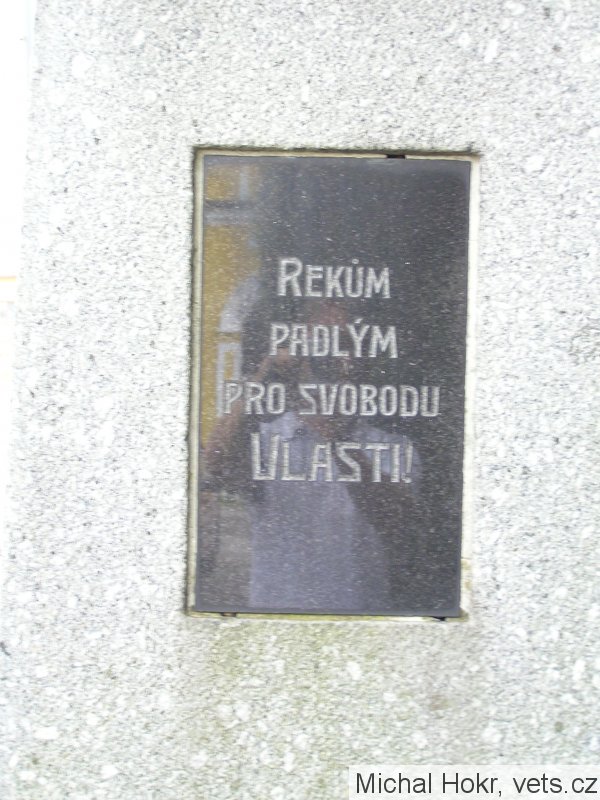 REKŮM
PADLÝM
PRO SVOBODU
VLASTI!
Michal Hokr, vets.cz